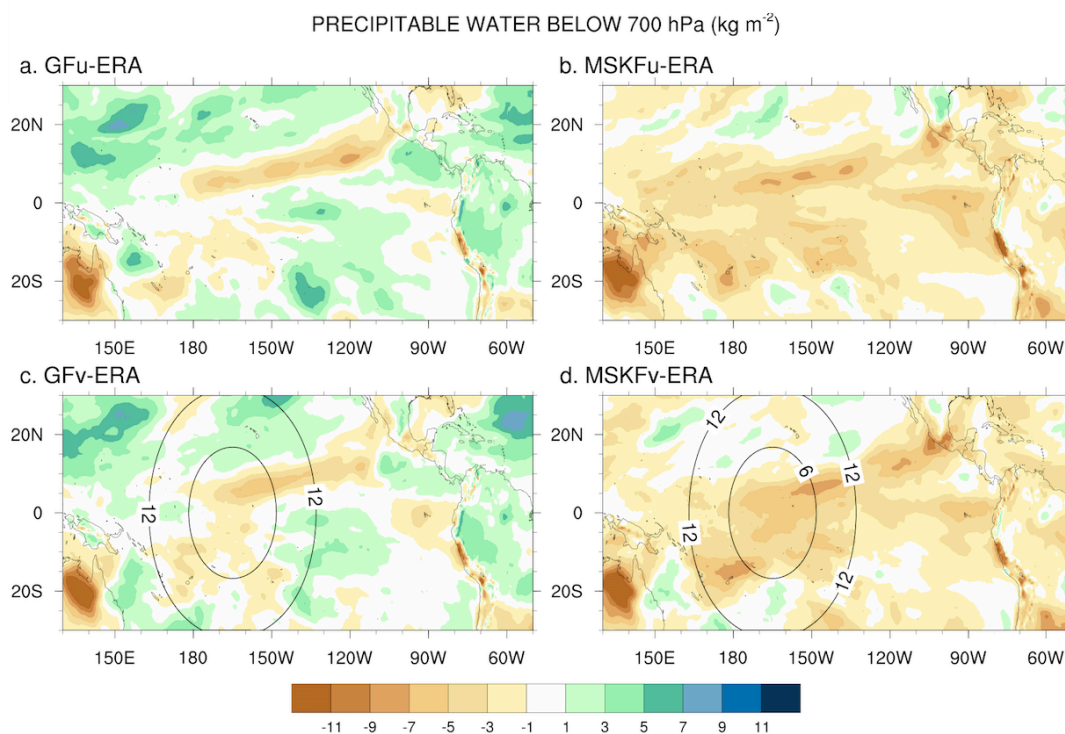 PRECIPITABLE WATER BELOW 700 hPa (kg m⁻²)
a. GFu-ERA
b. MSKFu-ERA
20N
0
20S
20N
0
20S
150E 180 150W 120W 90W 60W
150E 180 150W 120W 90W 60W
c. GFv-ERA
d. MSKFv-ERA
20N
0
20S
12
12
20N
0
20S
12
6
12
12
12
150E 180 150W 120W 90W 60W
150E 180 150W 120W 90W 60W
-11 -9 -7 -5 -3 -1 1 3 5 7 9 11